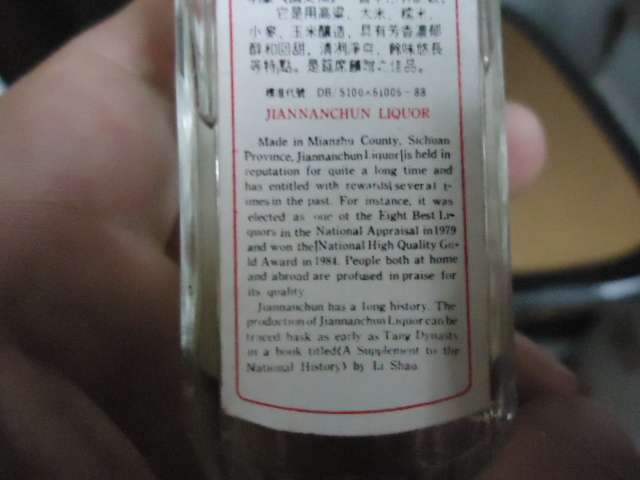 它是用高粱、大米、糯米、
小麥、玉米釀造，具有芳香濃郁
醇和回甜，清洌淨爽，餘味悠長
等特點。是筵席饋贈之佳品。
標準代號 DB/5100×61005-88
JIANNANCHUN LIQUOR
Made in Mianzhu County, Sichuan
Province, Jiannanchun Liquor is held in
reputation for quite a long time and
has entitled with rewards several t-
imes in the past. For instance, it was
elected as one of the Eight Best Li-
quors in the National Appraisal in 1979
and won the National High Quality Go-
ld Award in 1984. People both at home
and abroad are profused in praise for
its quality
Jiannanchun has a long history. The
production of Jiannanchun Liquor can be
traced bask as early as Tang Dynasty
in a book titled(A Supplement to the
National History) by Li Shao